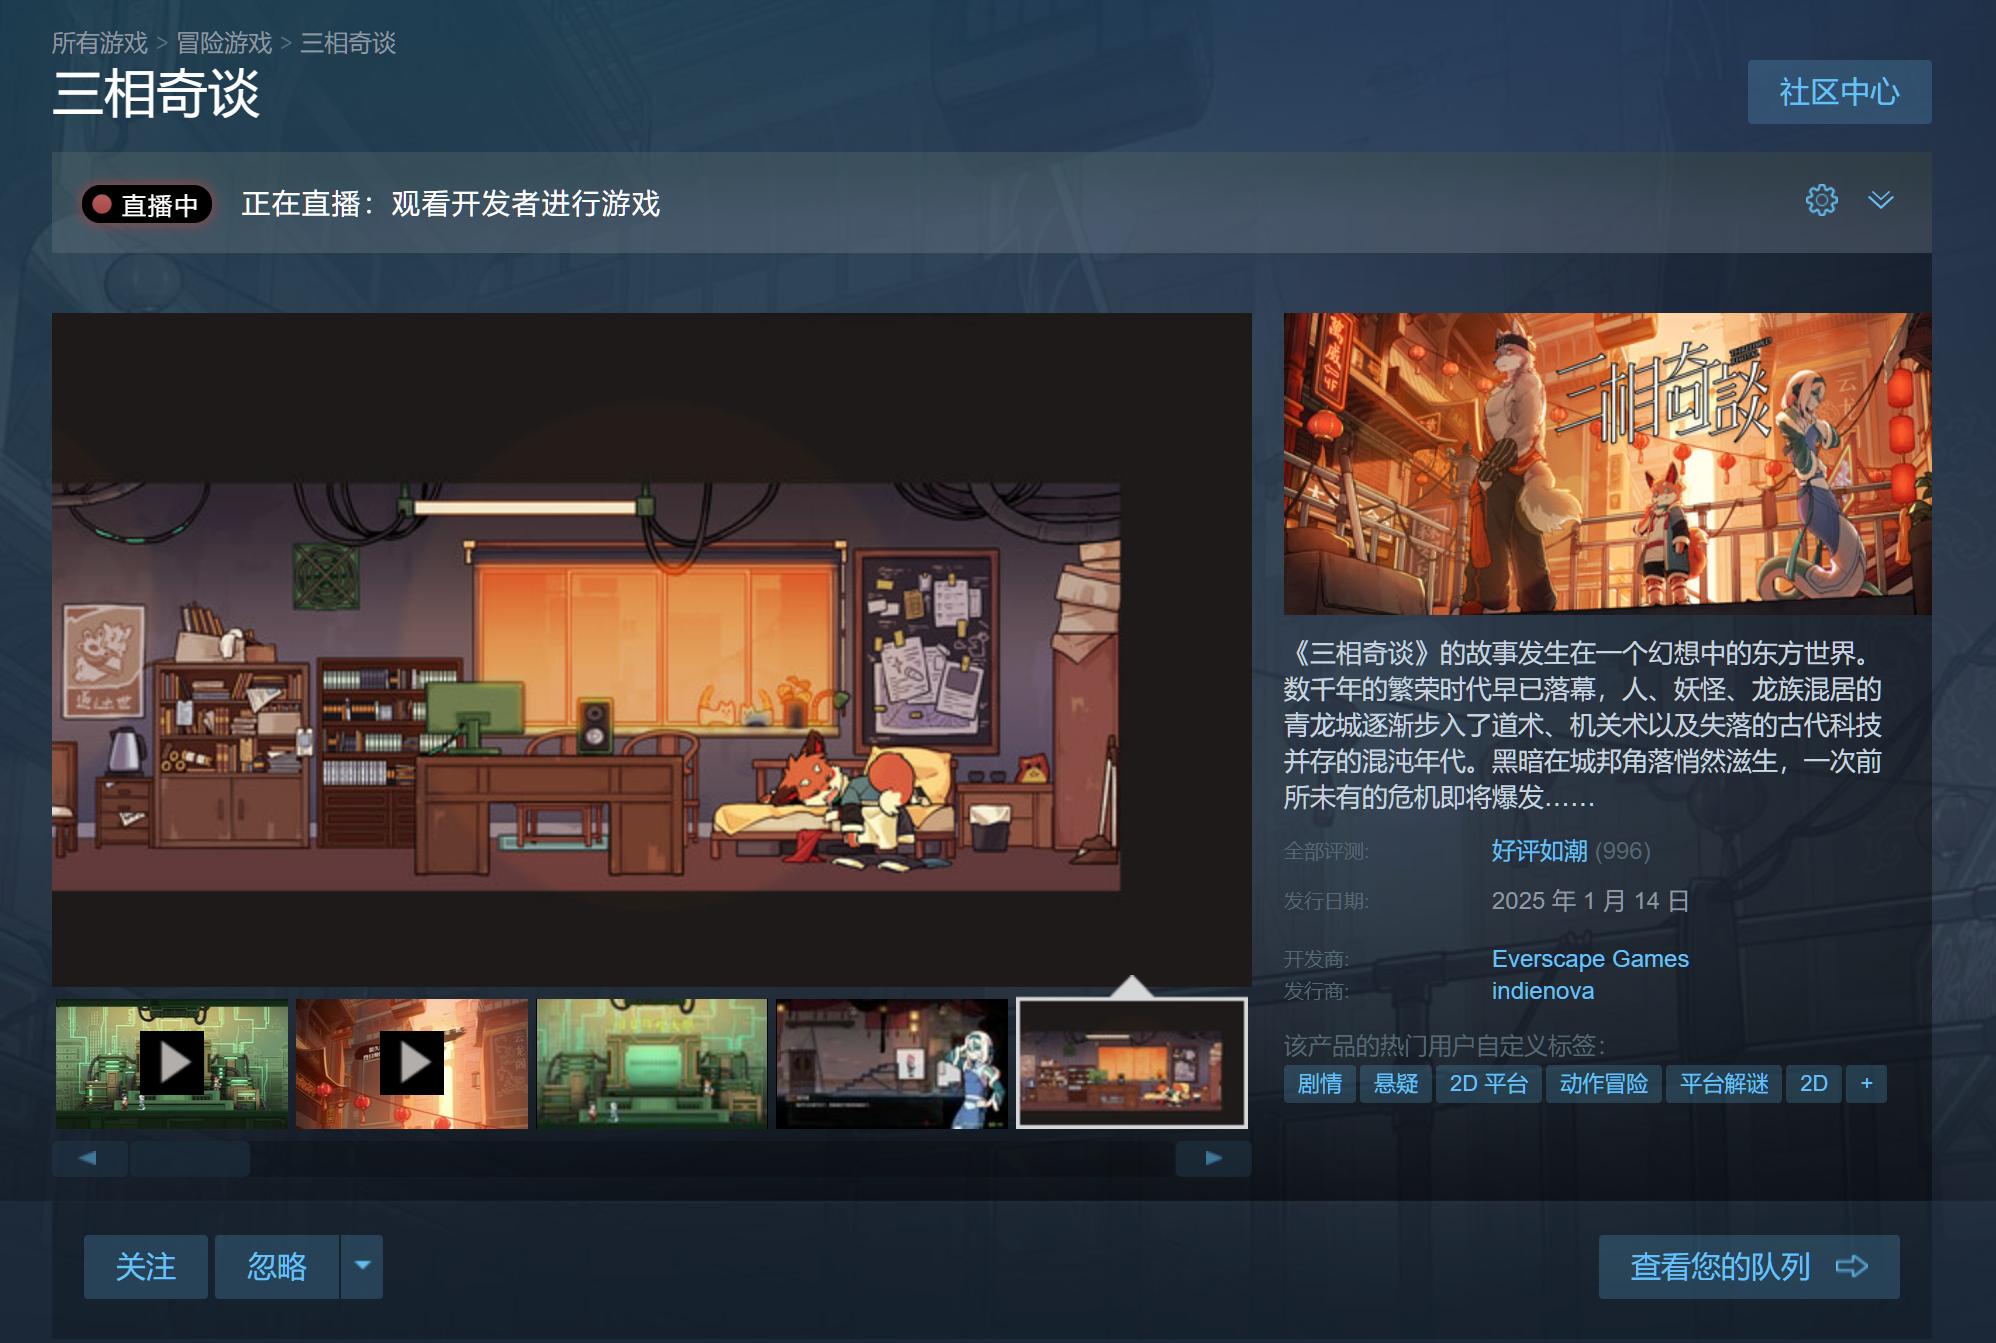 所有游戏 > 冒险游戏 > 三相奇谈
三相奇谈
社区中心
直播中
正在直播：观看开发者进行游戏
三相奇談
《三相奇谈》的故事发生在一个幻想中的东方世界。
数千年的繁荣时代早已落幕，人、妖怪、龙族混居的
青龙城逐渐步入了道术、机关术以及失落的古代科技
并存的混沌年代。黑暗在城邦角落悄然滋生，一次前
所未有的危机即将爆发……
全部评测: 好评如潮 (996)
发行日期: 2025 年 1 月 14 日
开发商: Everscape Games
发行商: indienova
该产品的热门用户自定义标签：
剧情 悬疑 2D 平台 动作冒险 平台解谜 2D +
关注 忽略 查看您的队列